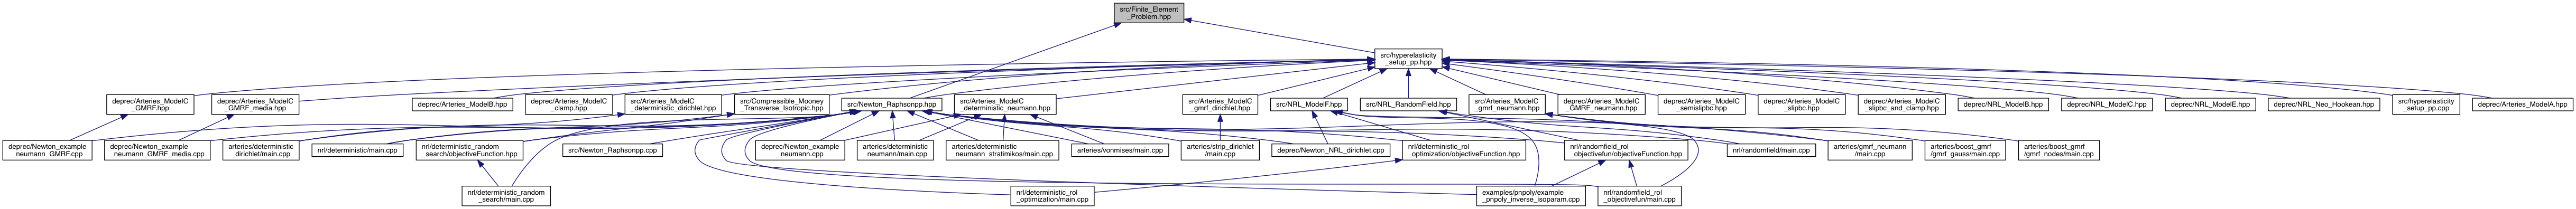 src/Finite_Element
_Problem.hpp
src/hyperelasticity
_setup_pp.hpp
deprec/Arteries_ModelC
_GMRF.hpp
deprec/Arteries_ModelC
_GMRF_media.hpp
deprec/Arteries_ModelB.hpp
deprec/Arteries_ModelC
_clamp.hpp
src/Arteries_ModelC
_deterministic_dirichlet.hpp
src/Compressible_Mooney
_Transverse_Isotropic.hpp
src/Newton_Raphsonpp.hpp
src/Arteries_ModelC
_deterministic_neumann.hpp
src/Arteries_ModelC
_gmrf_dirichlet.hpp
src/NRL_ModelF.hpp
src/NRL_RandomField.hpp
src/Arteries_ModelC
_gmrf_neumann.hpp
deprec/Arteries_ModelC
_GMRF_neumann.hpp
deprec/Arteries_ModelC
_semislipbc.hpp
deprec/Arteries_ModelC
_slipbc.hpp
deprec/Arteries_ModelC
_slipbc_and_clamp.hpp
deprec/NRL_ModelB.hpp
deprec/NRL_ModelC.hpp
deprec/NRL_ModelE.hpp
deprec/NRL_Neo_Hookean.hpp
src/hyperelasticity
_setup_pp.cpp
deprec/Arteries_ModelA.hpp
deprec/Newton_example
_neumann_GMRF.cpp
deprec/Newton_example
_neumann_GMRF_media.cpp
arteries/deterministic
_dirichlet/main.cpp
nrl/deterministic/main.cpp
nrl/deterministic_random
_search/objectiveFunction.hpp
src/Newton_Raphsonpp.cpp
deprec/Newton_example
_neumann.cpp
arteries/deterministic
_neumann/main.cpp
arteries/deterministic
_neumann_stratimikos/main.cpp
arteries/vonmises/main.cpp
arteries/strip_dirichlet
/main.cpp
deprec/Newton_NRL_dirichlet.cpp
nrl/deterministic_rol
_optimization/objectiveFunction.hpp
nrl/randomfield_rol
_objectivefun/objectiveFunction.hpp
nrl/randomfield/main.cpp
arteries/gmrf_neumann
/main.cpp
arteries/boost_gmrf
/gmrf_gauss/main.cpp
arteries/boost_gmrf
/gmrf_nodes/main.cpp
nrl/deterministic_random
_search/main.cpp
nrl/deterministic_rol
_optimization/main.cpp
examples/pnpoly/example
_pnpoly_inverse_isoparam.cpp
nrl/randomfield_rol
_objectivefun/main.cpp